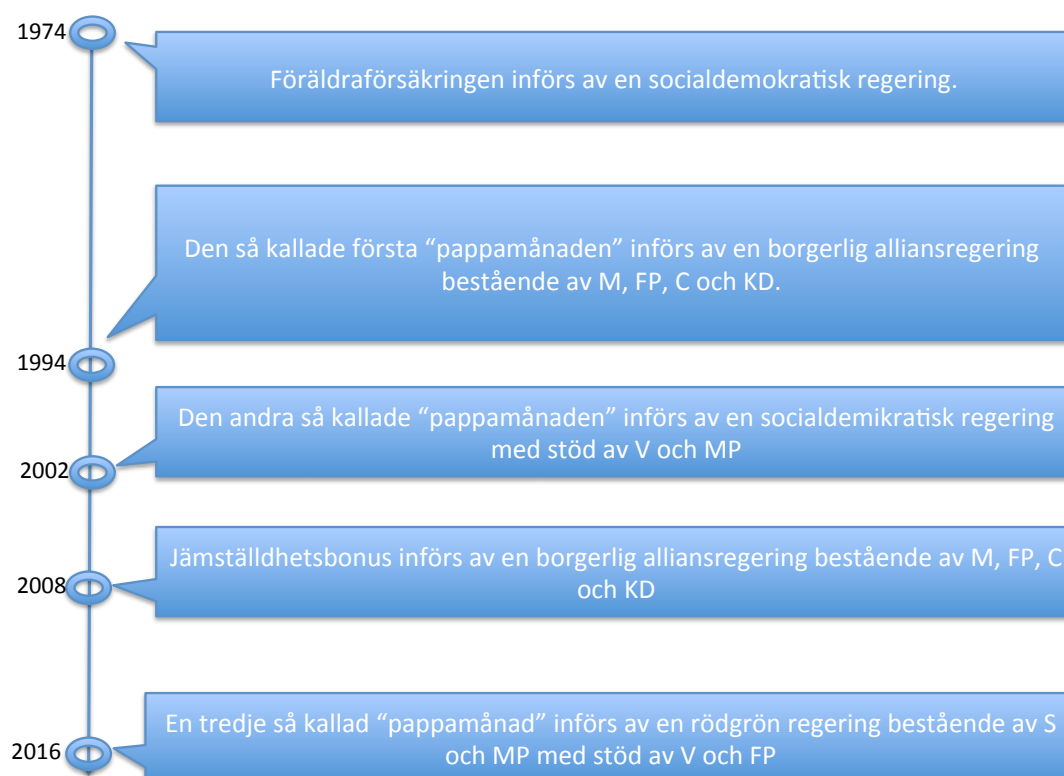 1974
Föräldraförsäkringen införs av en socialdemokratisk regering.
Den så kallade första “pappamånaden” införs av en borgerlig alliansregering
bestående av M, FP, C och KD.
1994
Den andra så kallade “pappamånaden” införs av en socialdemikratisk regering
med stöd av V och MP
2002
Jämställdhetsbonus införs av en borgerlig alliansregering bestående av M, FP, C
och KD
2008
En tredje så kallad “pappamånad” införs av en rödgrön regering bestående av S
och MP med stöd av V och FP
2016